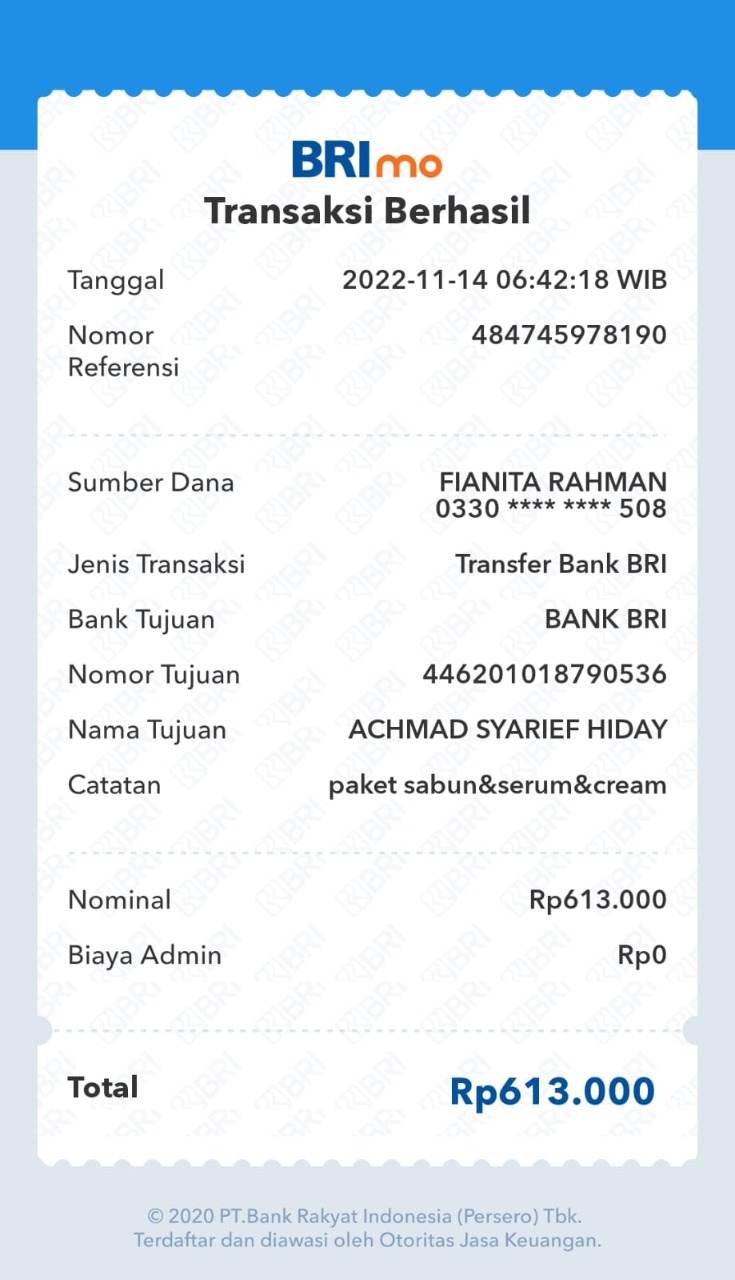 BRImo
Transaksi Berhasil
Tanggal 2022-11-14 06:42:18 WIB
Nomor Referensi 484745978190
Sumber Dana FIANITA RAHMAN
0330 **** **** 508
Jenis Transaksi Transfer Bank BRI
Bank Tujuan BANK BRI
Nomor Tujuan 446201018790536
Nama Tujuan ACHMAD SYARIEF HIDAY
Catatan paket sabun&serum&cream
Nominal Rp613.000
Biaya Admin Rp0
Total Rp613.000
© 2020 PT.Bank Rakyat Indonesia (Persero) Tbk.
Terdaftar dan diawasi oleh Otoritas Jasa Keuangan.